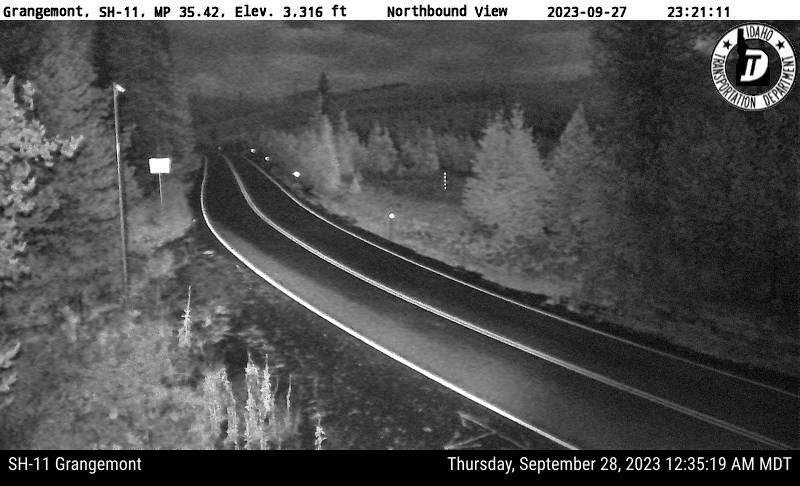 Grangemont, SH-11, MP 35.42, Elev. 3,316 ft Northbound View 2023-09-27 23:21:11
IDAHO
TRANSPORTATION DEPARTMENT
SH-11 Grangemont Thursday, September 28, 2023 12:35:19 AM MDT